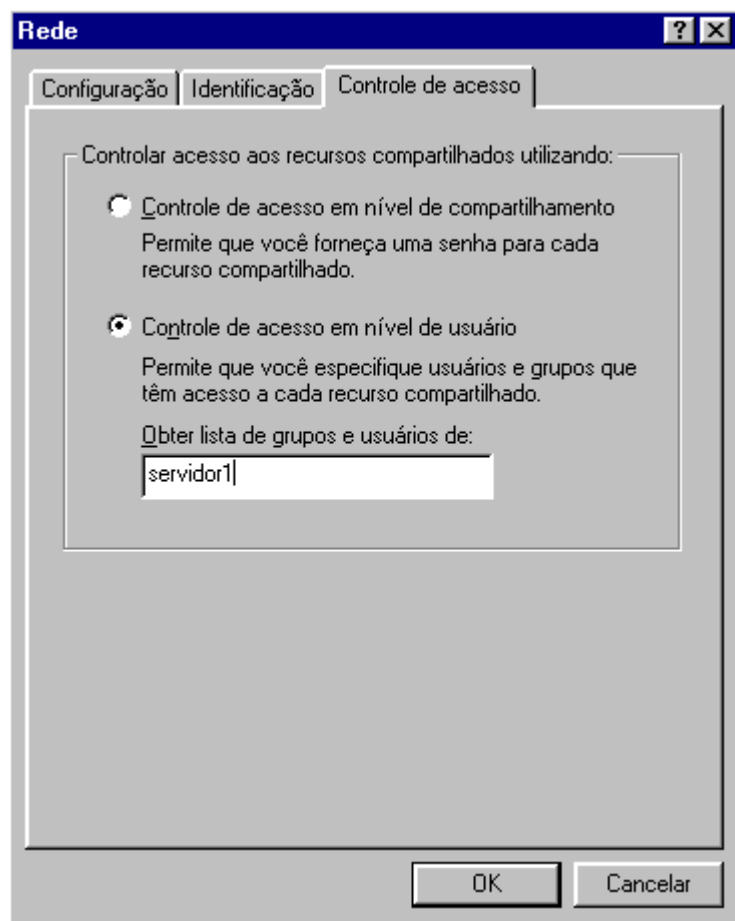 Rede
Configuração Identificação Controle de acesso
Controlar acesso aos recursos compartilhados utilizando:
Controle de acesso em nível de compartilhamento
Permite que você forneça uma senha para cada
recurso compartilhado.
Controle de acesso em nível de usuário
Permite que você especifique usuários e grupos que
têm acesso a cada recurso compartilhado.
Obter lista de grupos e usuários de:
servidor1
OK Cancelar